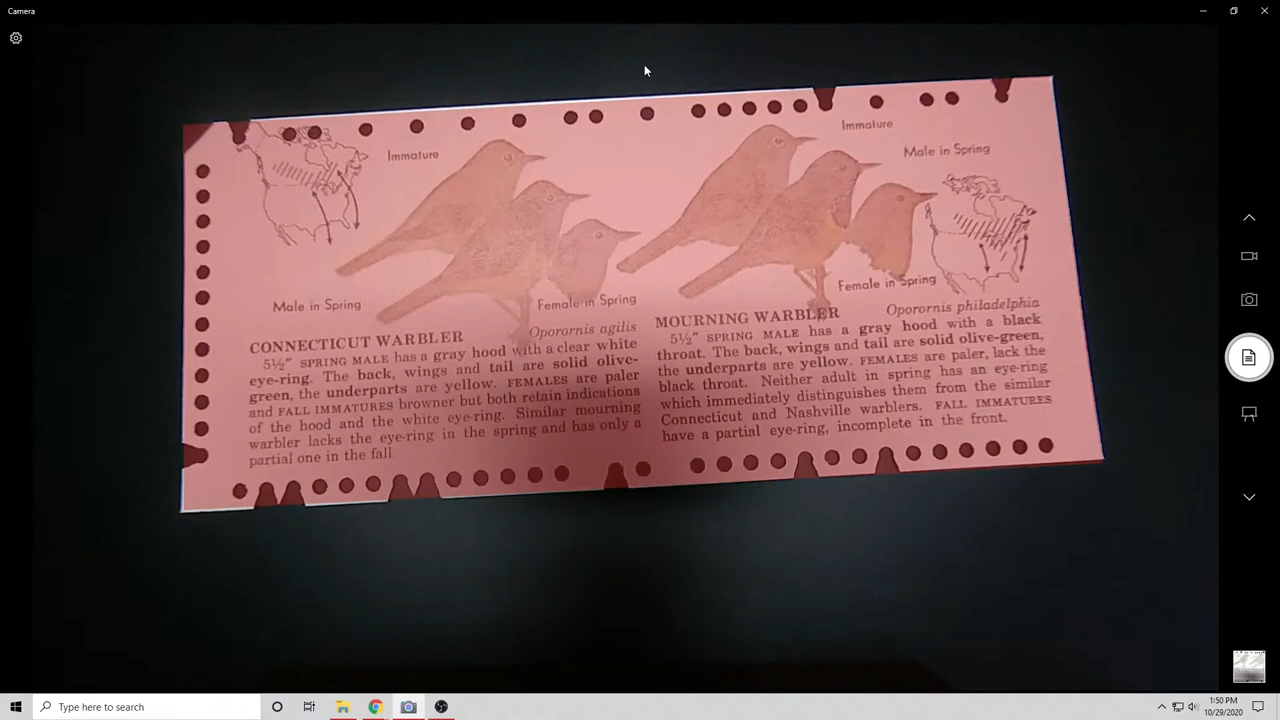 Camera
Immature
Immature
Male in Spring
Male in Spring
Female in Spring
Female in Spring
CONNECTICUT WARBLER
Oporornis agilis
5½″ SPRING MALE has a gray hood with a clear white
eye-ring. The back, wings and tail are solid olive-
green, the underparts are yellow. FEMALES are paler
and FALL IMMATURES browner but both retain indications
of the hood and the white eye-ring. Similar mourning
warbler lacks the eye-ring in the spring and has only a
partial one in the fall.
MOURNING WARBLER
Oporornis philadelphia
5½″ SPRING MALE has a gray hood with a black
throat. The back, wings and tail are solid olive-green,
the underparts are yellow. FEMALES are paler, lack the
black throat. Neither adult in spring has an eye-ring
which immediately distinguishes them from the similar
Connecticut and Nashville warblers. FALL IMMATURES
have a partial eye-ring, incomplete in the front.
Type here to search
1:50 PM
10/29/2020